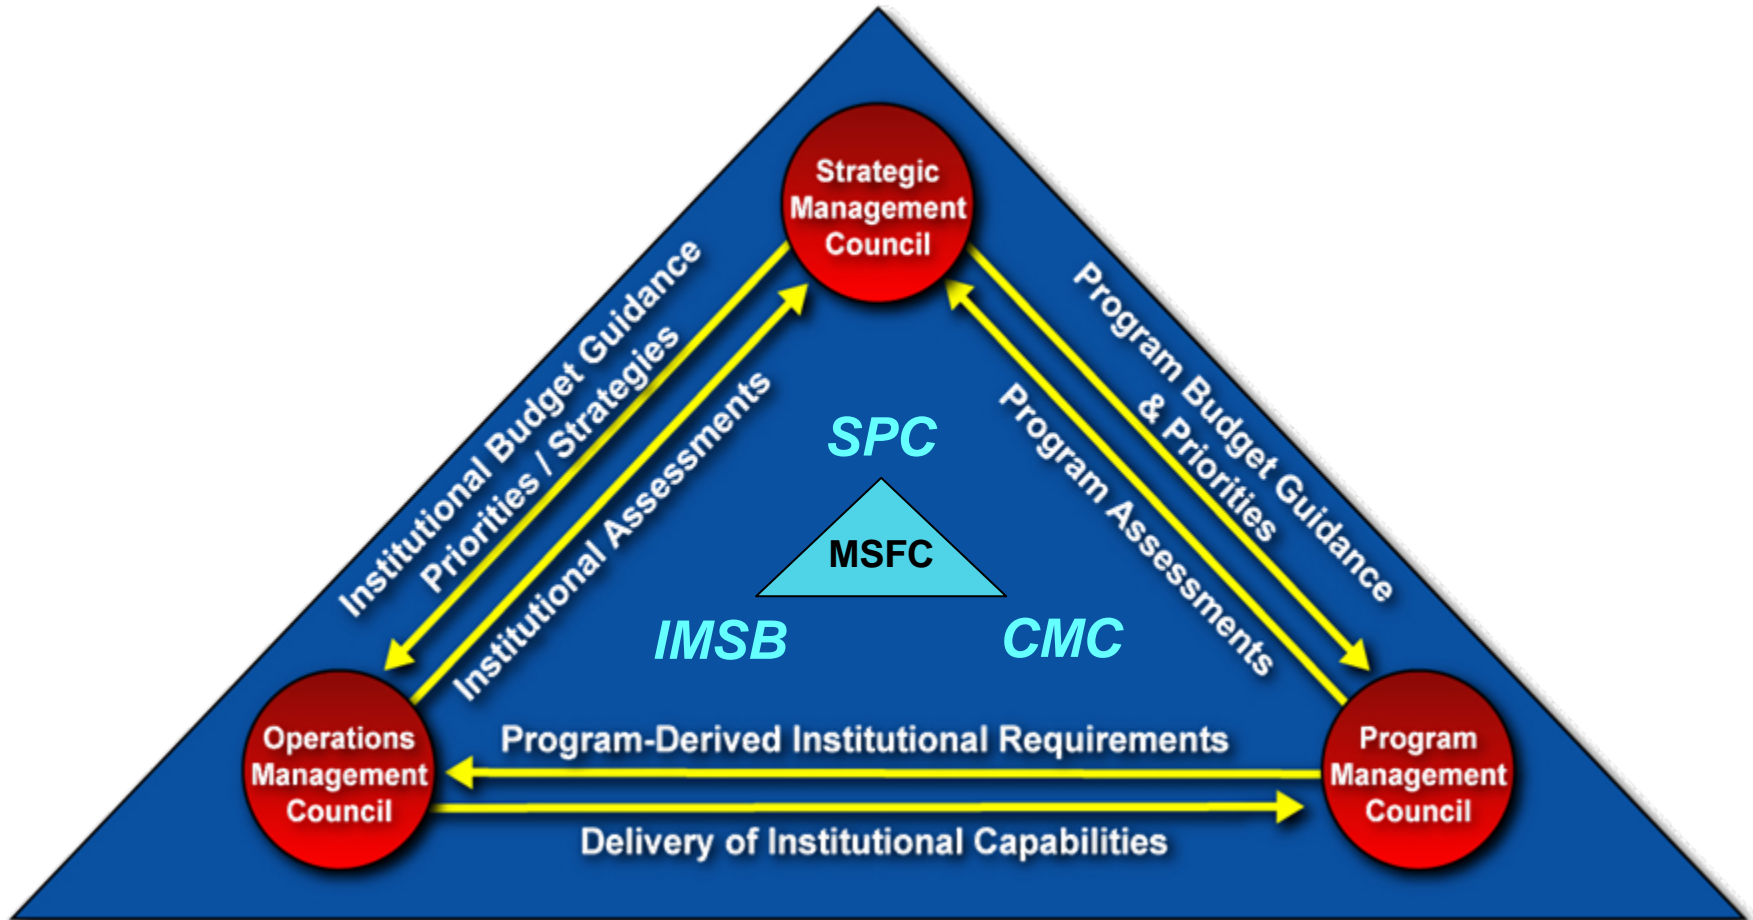 Strategic
Management
Council
Institutional Budget Guidance
Priorities / Strategies
Institutional Assessments
Program Budget Guidance
& Priorities
Program Assessments
SPC
MSFC
IMSB
CMC
Operations
Management
Council
Program-Derived Institutional Requirements
Delivery of Institutional Capabilities
Program
Management
Council